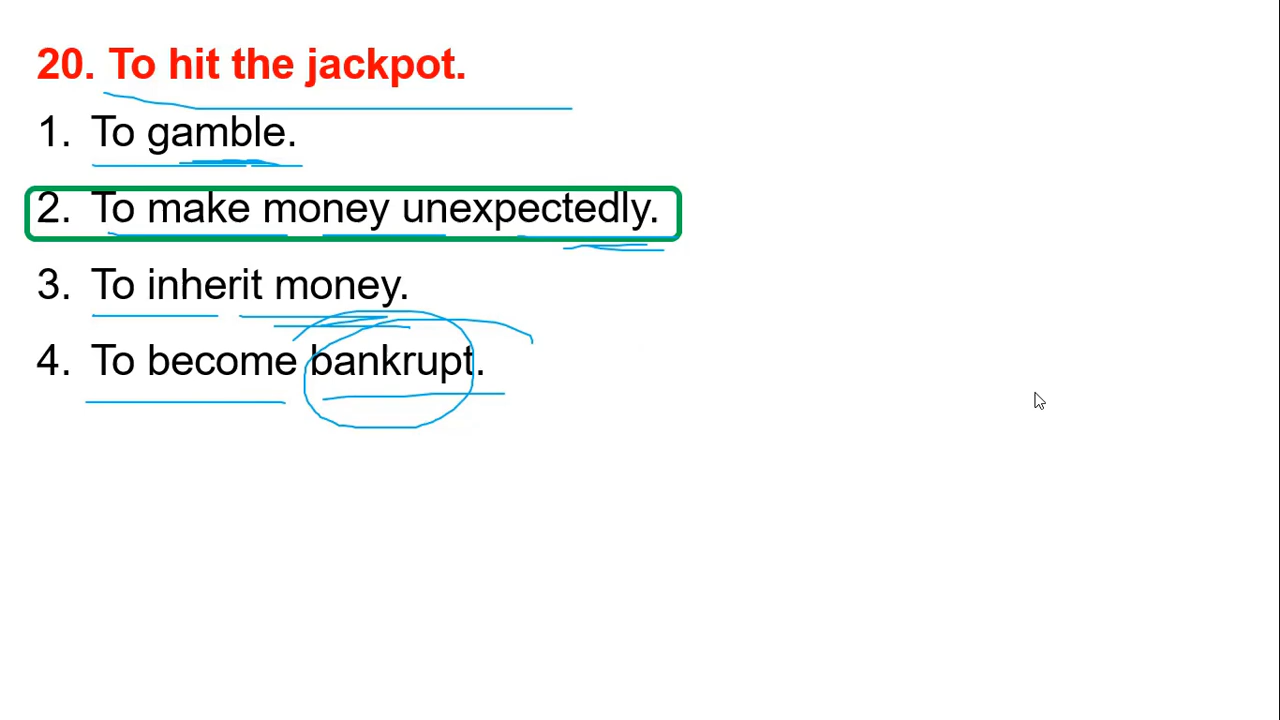 20. To hit the jackpot.
1. To gamble.
2. To make money unexpectedly.
3. To inherit money.
4. To become bankrupt.